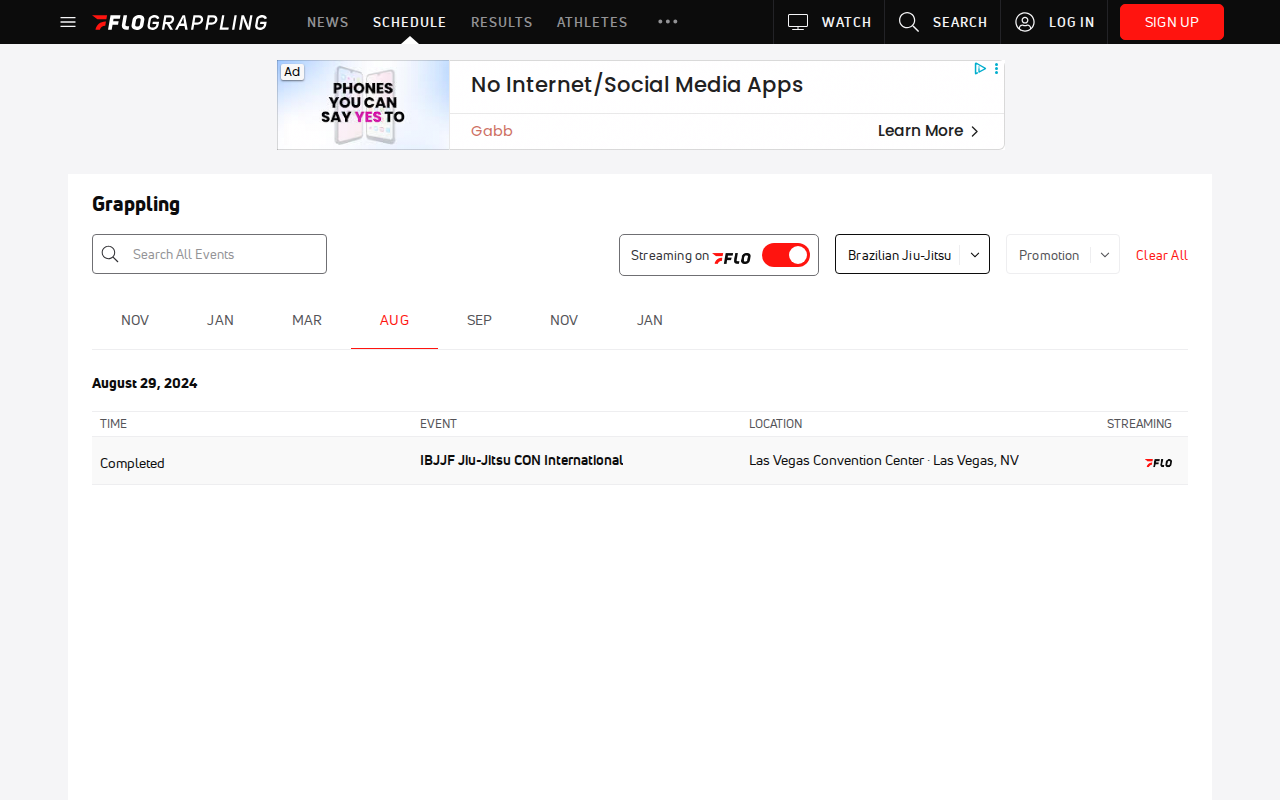 FLOGRAPPLING
NEWS
SCHEDULE
RESULTS
ATHLETES
WATCH
SEARCH
LOG IN
SIGN UP
Ad
PHONES
YOU CAN
SAY YES TO
No Internet/Social Media Apps
Gabb
Learn More
Grappling
Search All Events
Streaming on FLO
Brazilian Jiu-Jitsu
Promotion
Clear All
NOV
JAN
MAR
AUG
SEP
NOV
JAN
August 29, 2024
TIME
EVENT
LOCATION
STREAMING
Completed
IBJJF Jiu-Jitsu CON International
Las Vegas Convention Center · Las Vegas, NV
FLO